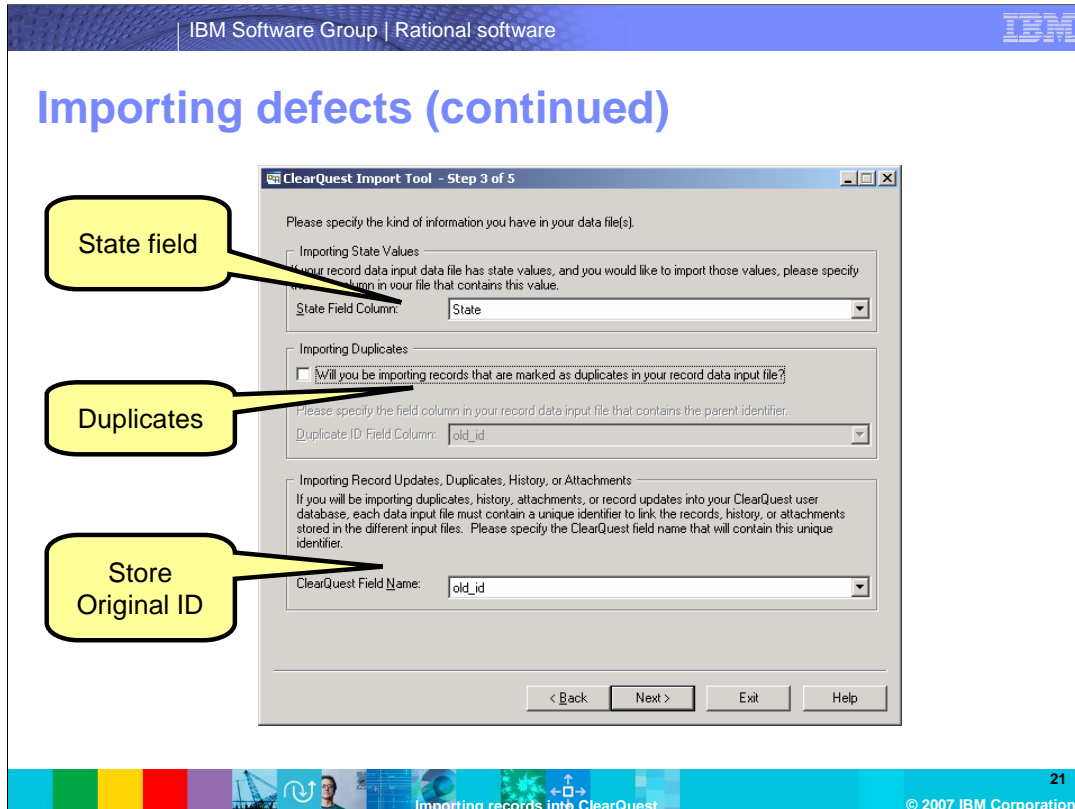 IBM Software Group | Rational software
IBM
Importing defects (continued)
ClearQuest Import Tool - Step 3 of 5
Please specify the kind of information you have in your data file(s).
State field
Importing State Values
If your record data input data file has state values, and you would like to import those values, please specify
column in your file that contains this value.
State Field Column:
State
Importing Duplicates
Will you be importing records that are marked as duplicates in your record data input file?
Duplicates
Please specify the field column in your record data input file that contains the parent identifier.
Duplicate ID Field Column:
old_id
Importing Record Updates, Duplicates, History, or Attachments
If you will be importing duplicates, history, attachments, or record updates into your ClearQuest user
database, each data input file must contain a unique identifier to link the records, history, or attachments
stored in the different input files. Please specify the ClearQuest field name that will contain this unique
identifier.
Store
Original ID
ClearQuest Field Name:
old_id
< Back
Next >
Exit
Help
21
Importing records into ClearQuest
© 2007 IBM Corporation